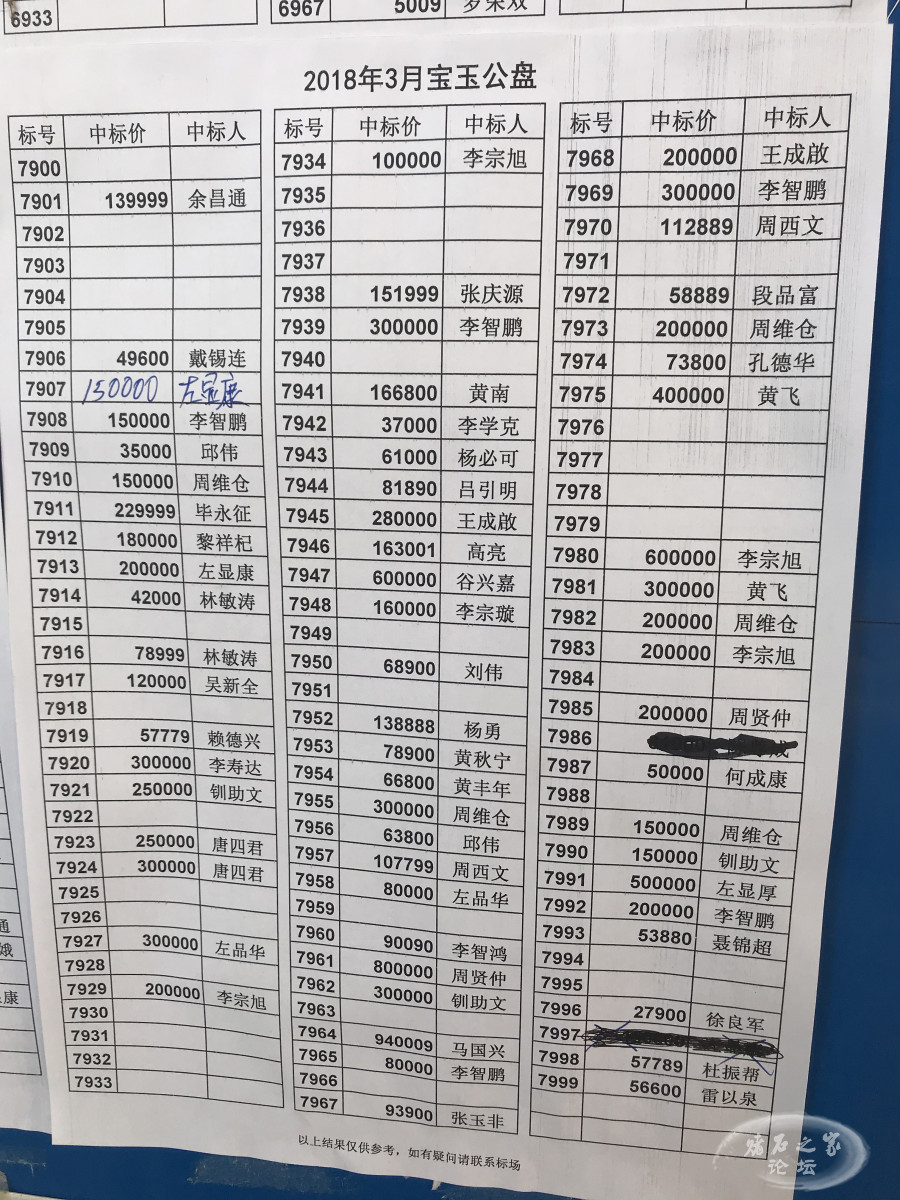 6933
6967 5009 罗荣双
2018年3月宝玉公盘
标号 中标价 中标人
7900
7901 139999 余昌通
7902
7903
7904
7905
7906 49600 戴锡连
7907 150000 左显康
7908 150000 李智鹏
7909 35000 邱伟
7910 150000 周维仓
7911 229999 毕永征
7912 180000 黎祥杞
7913 200000 左显康
7914 42000 林敏涛
7915
7916 78999 林敏涛
7917 120000 吴新全
7918
7919 57779 赖德兴
7920 300000 李寿达
7921 250000 钏助文
7922
7923 250000 唐四君
7924 300000 唐四君
7925
7926
7927 300000 左品华
7928
7929 200000 李宗旭
7930
7931
7932
7933
标号 中标价 中标人
7934 100000 李宗旭
7935
7936
7937
7938 151999 张庆源
7939 300000 李智鹏
7940
7941 166800 黄南
7942 37000 李学克
7943 61000 杨必可
7944 81890 吕引明
7945 280000 王成啟
7946 163001 高亮
7947 600000 谷兴嘉
7948 160000 李宗璇
7949
7950 68900 刘伟
7951
7952 138888 杨勇
7953 78900 黄秋宁
7954 66800 黄丰年
7955 300000 周维仓
7956 63800 邱伟
7957 107799 周西文
7958 80000 左品华
7959
7960 90090 李智鸿
7961 800000 周贤仲
7962 300000 钏助文
7963
7964 940009 马国兴
7965 80000 李智鹏
7966
7967 93900 张玉非
标号 中标价 中标人
7968 200000 王成啟
7969 300000 李智鹏
7970 112889 周西文
7971
7972 58889 段品富
7973 200000 周维仓
7974 73800 孔德华
7975 400000 黄飞
7976
7977
7978
7979
7980 600000 李宗旭
7981 300000 黄飞
7982 200000 周维仓
7983 200000 李宗旭
7984
7985 200000 周贤仲
7986
7987 50000 何成康
7988
7989 150000 周维仓
7990 150000 钏助文
7991 500000 左显厚
7992 200000 李智鹏
7993 53880 聂锦超
7994
7995
7996 27900 徐良军
7997
7998 57789 杜振帮
7999 56600 雷以泉
以上结果仅供参考，如有疑问请联系标场
通
娥
康
之家
论坛